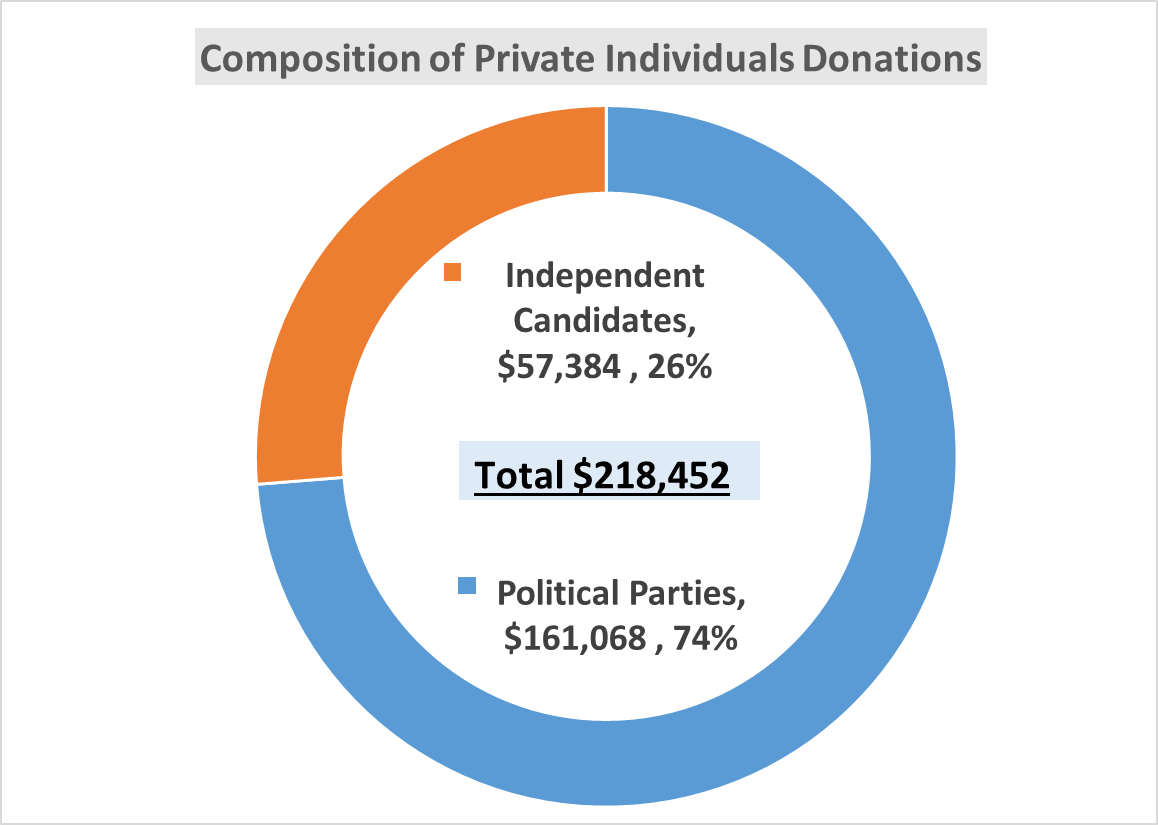 Composition of Private Individuals Donations
Independent
Candidates,
$57,384 , 26%
Total $218,452
Political Parties,
$161,068 , 74%